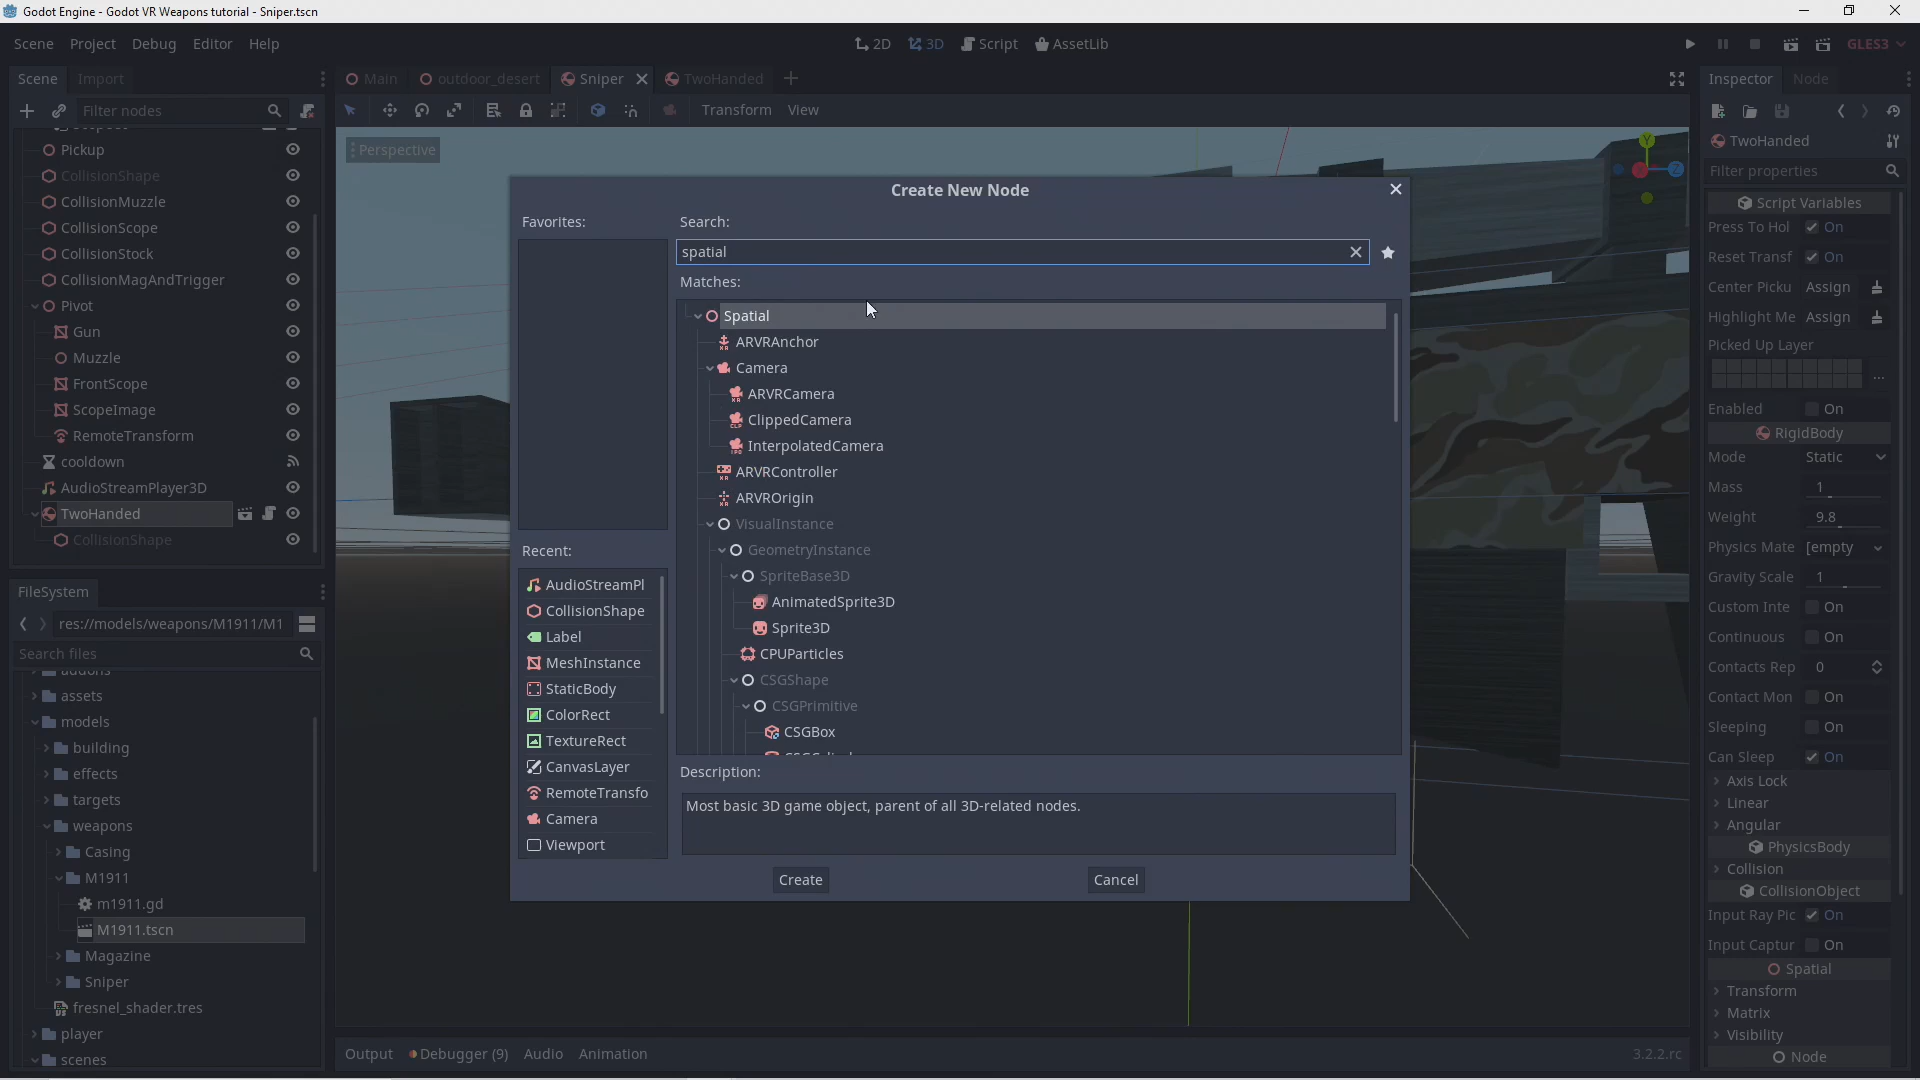 Godot Engine - Godot VR Weapons tutorial - Sniper.tscn
Scene Project Debug Editor Help
2D 3D Script AssetLib
GLES3
Scene Import
Main outdoor_desert Sniper TwoHanded
Inspector Node
Filter nodes
Transform View
Perspective
Pickup
CollisionShape
CollisionMuzzle
CollisionScope
CollisionStock
CollisionMagAndTrigger
Pivot
Gun
Muzzle
FrontScope
ScopeImage
RemoteTransform
cooldown
AudioStreamPlayer3D
TwoHanded
CollisionShape
FileSystem
res://models/weapons/M1911/M1
Search files
addons
assets
models
building
effects
targets
weapons
Casing
M1911
m1911.gd
M1911.tscn
Magazine
Sniper
fresnel_shader.tres
player
scenes
Create New Node
Favorites:
Search:
spatial
Matches:
Spatial
ARVRAnchor
Camera
ARVRCamera
ClippedCamera
InterpolatedCamera
ARVRController
ARVROrigin
VisualInstance
GeometryInstance
SpriteBase3D
AnimatedSprite3D
Sprite3D
CPUParticles
CSGShape
CSGPrimitive
CSGBox
Recent:
AudioStreamPl
CollisionShape
Label
MeshInstance
StaticBody
ColorRect
TextureRect
CanvasLayer
RemoteTransfo
Camera
Viewport
Description:
Most basic 3D game object, parent of all 3D-related nodes.
Create Cancel
Output Debugger (9) Audio Animation
3.2.2.rc
TwoHanded
Filter properties
Script Variables
Press To Hol On
Reset Transf On
Center Picku Assign
Highlight Me Assign
Picked Up Layer
...
Enabled On
RigidBody
Mode Static
Mass 1
Weight 9.8
Physics Mate [empty
Gravity Scale 1
Custom Inte On
Continuous On
Contacts Rep 0
Contact Mon On
Sleeping On
Can Sleep On
Axis Lock
Linear
Angular
PhysicsBody
Collision
CollisionObject
Input Ray Pic On
Input Captur On
Spatial
Transform
Matrix
Visibility
Node